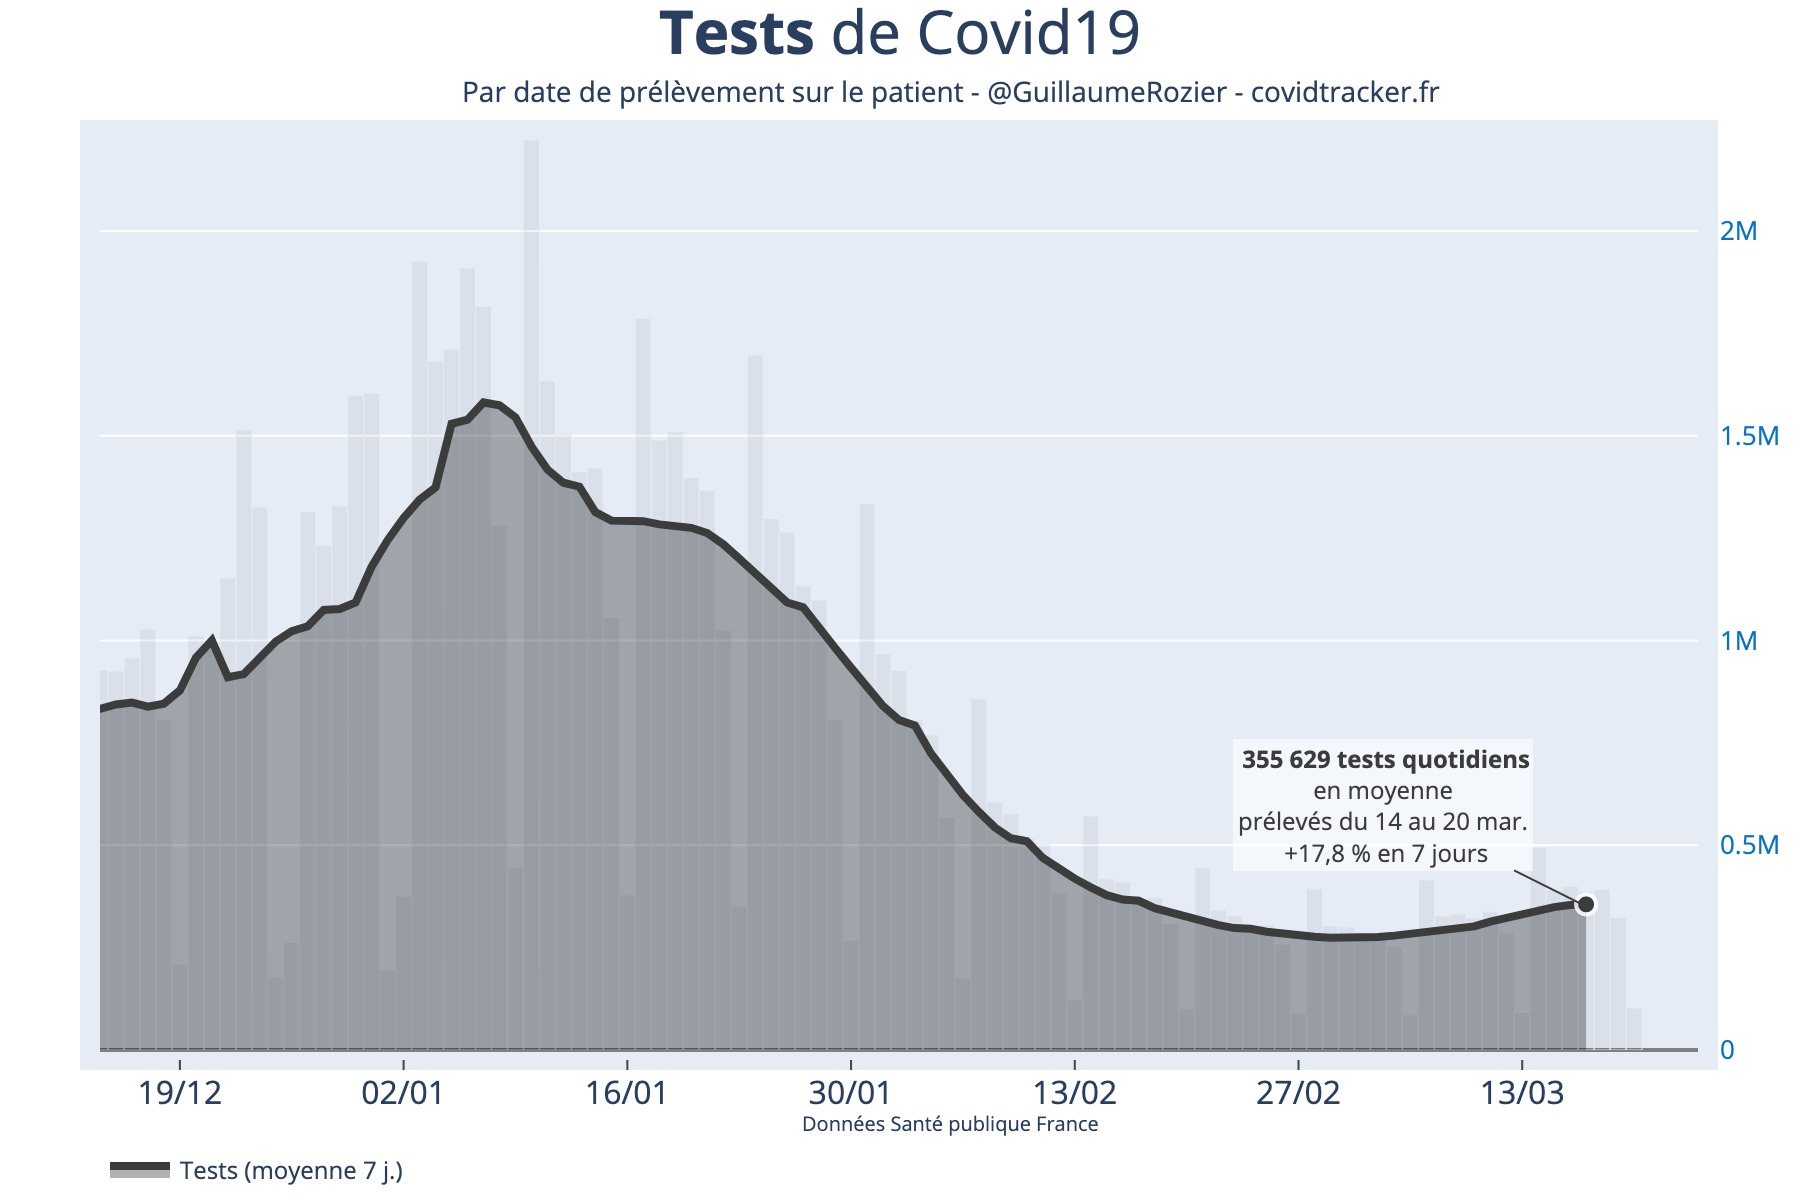 Tests de Covid19
Par date de prélèvement sur le patient - @GuillaumeRozier - covidtracker.fr
2M
1.5M
1M
355 629 tests quotidiens
en moyenne
prélevés du 14 au 20 mar.
+17,8 % en 7 jours
0.5M
0
19/12 02/01 16/01 30/01 13/02 27/02 13/03
Données Santé publique France
Tests (moyenne 7 j.)